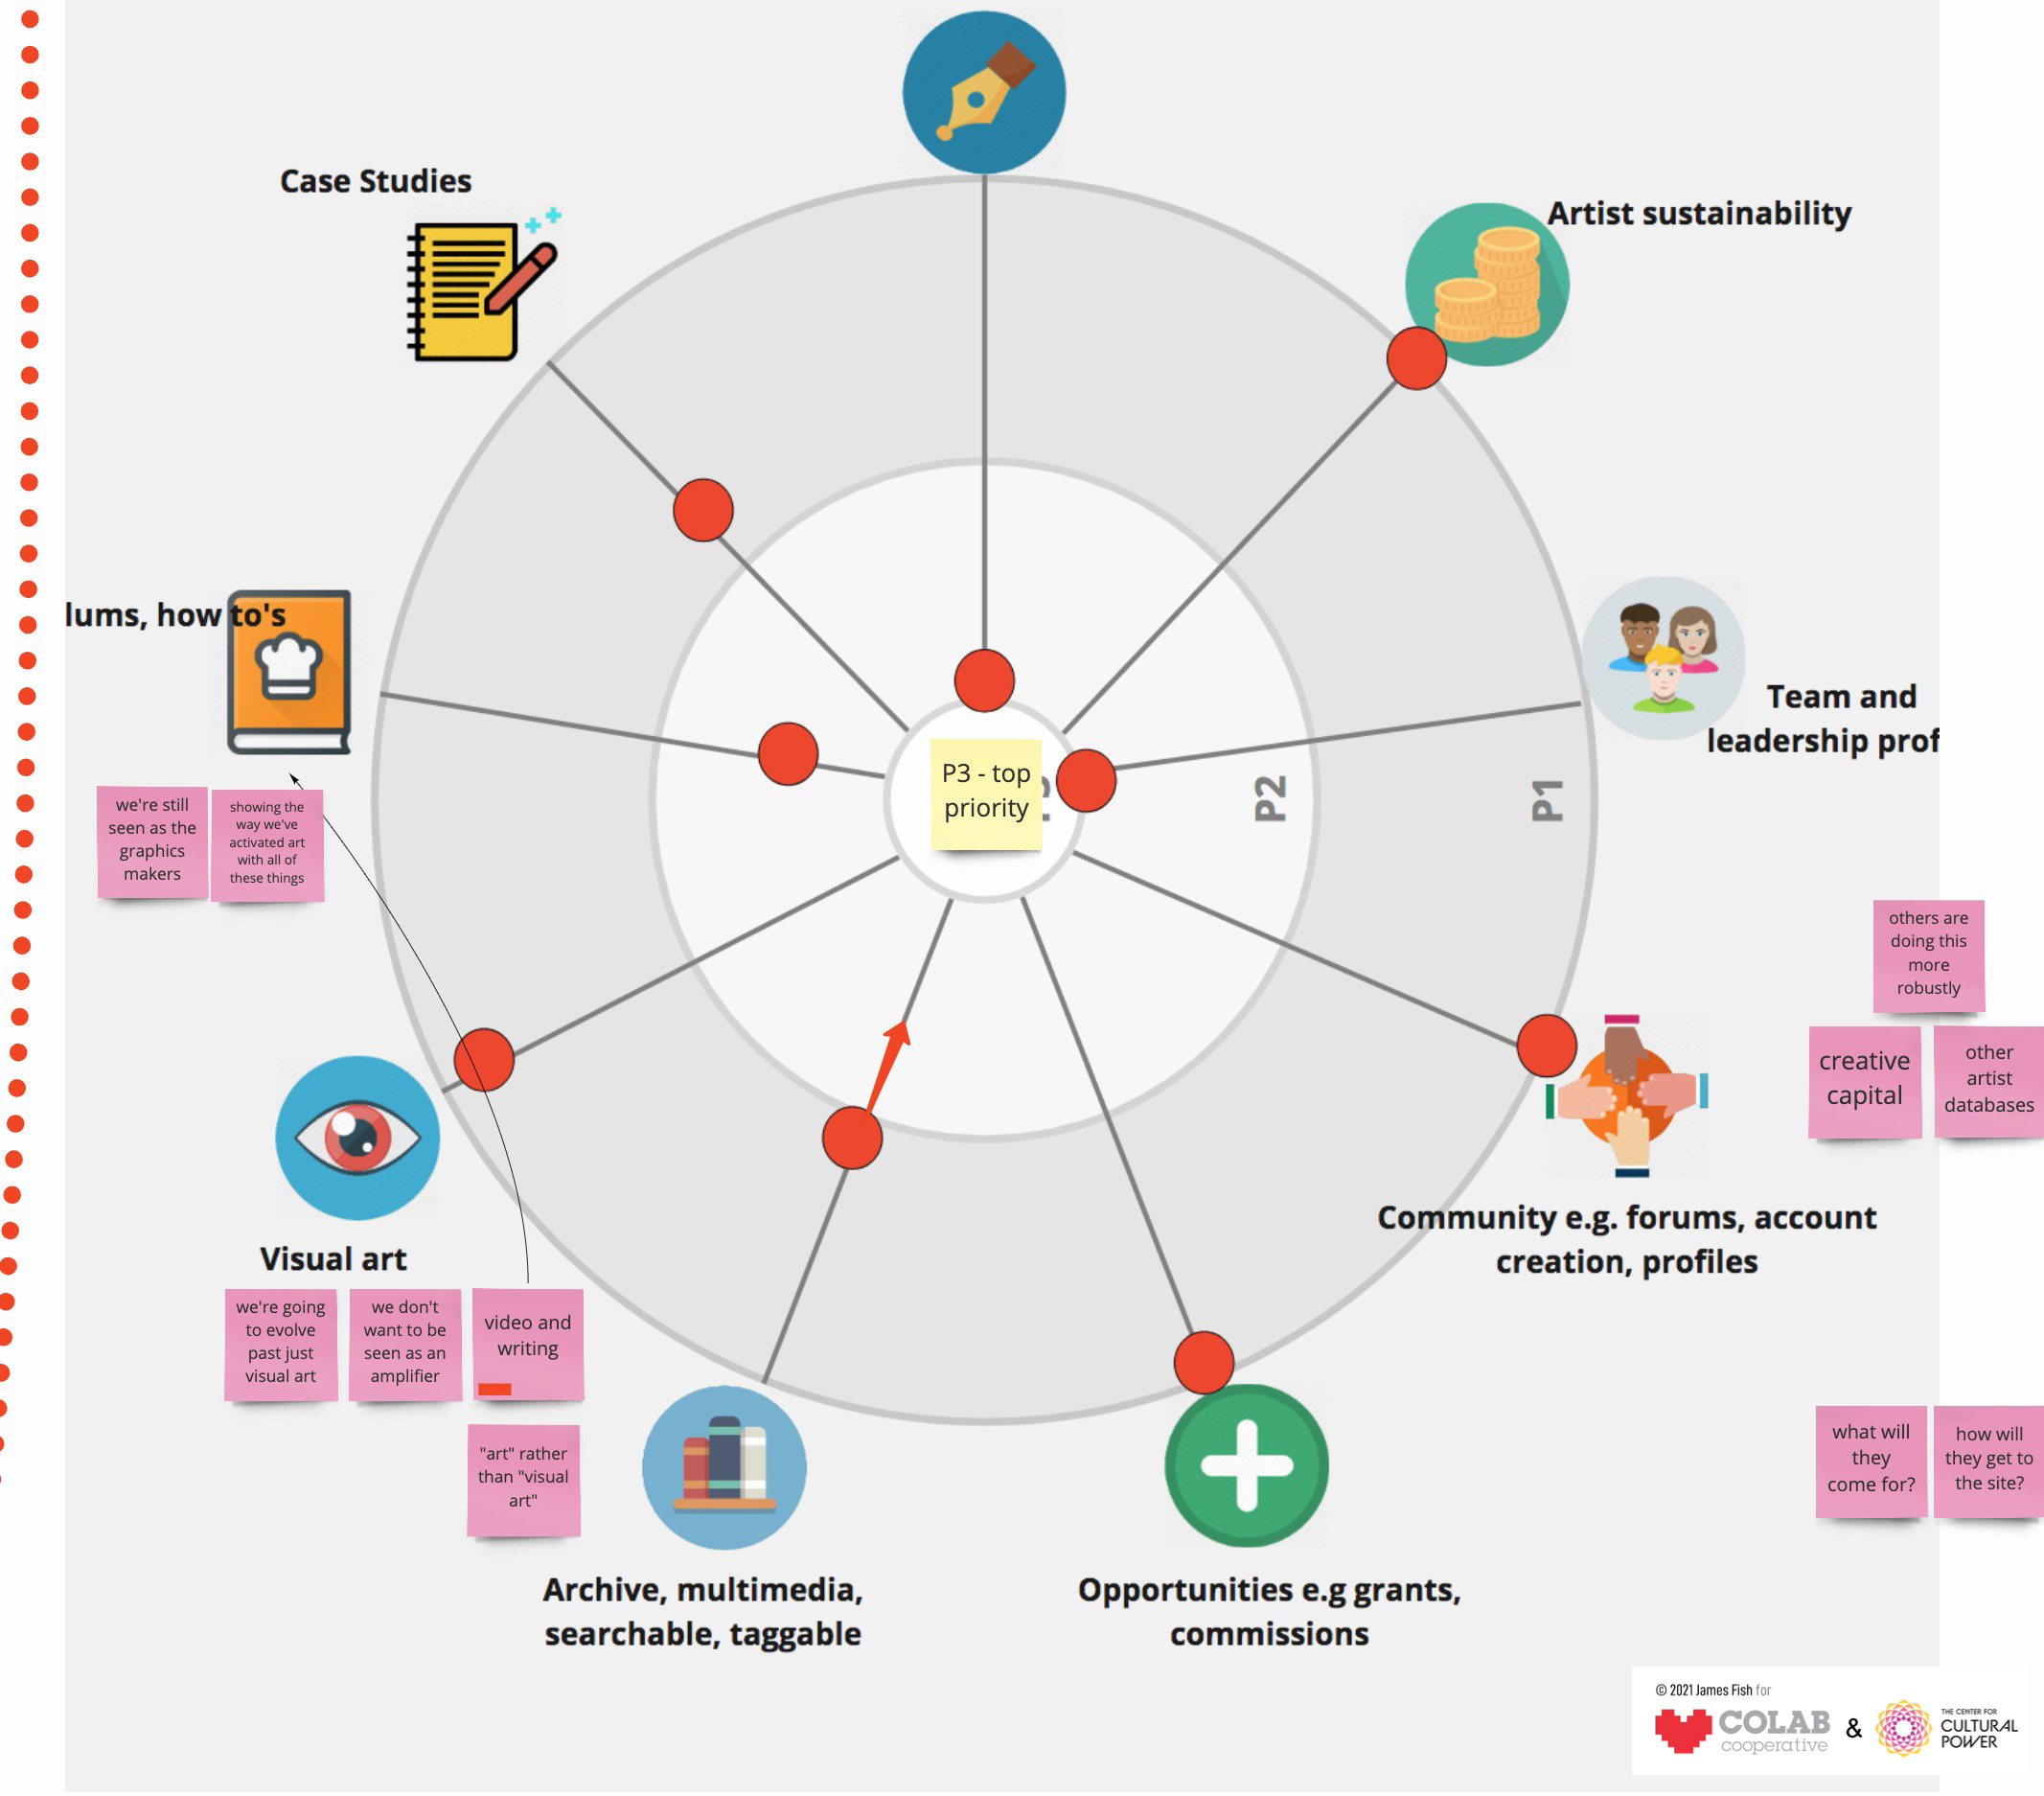 Case Studies
Artist sustainability
lums, how to's
Team and
leadership prof
P3 - top
priority
P2
P1
we're still
seen as the
graphics
makers
showing the
way we've
activated art
with all of
these things
others are
doing this
more
robustly
creative
capital
other
artist
databases
Community e.g. forums, account
creation, profiles
Visual art
we're going
to evolve
past just
visual art
we don't
want to be
seen as an
amplifier
video and
writing
"art" rather
than "visual
art"
what will
they
come for?
how will
they get to
the site?
Archive, multimedia,
searchable, taggable
Opportunities e.g grants,
commissions
© 2021 James Fish for
COLAB
cooperative
&
THE CENTER FOR
CULTURAL
POWER